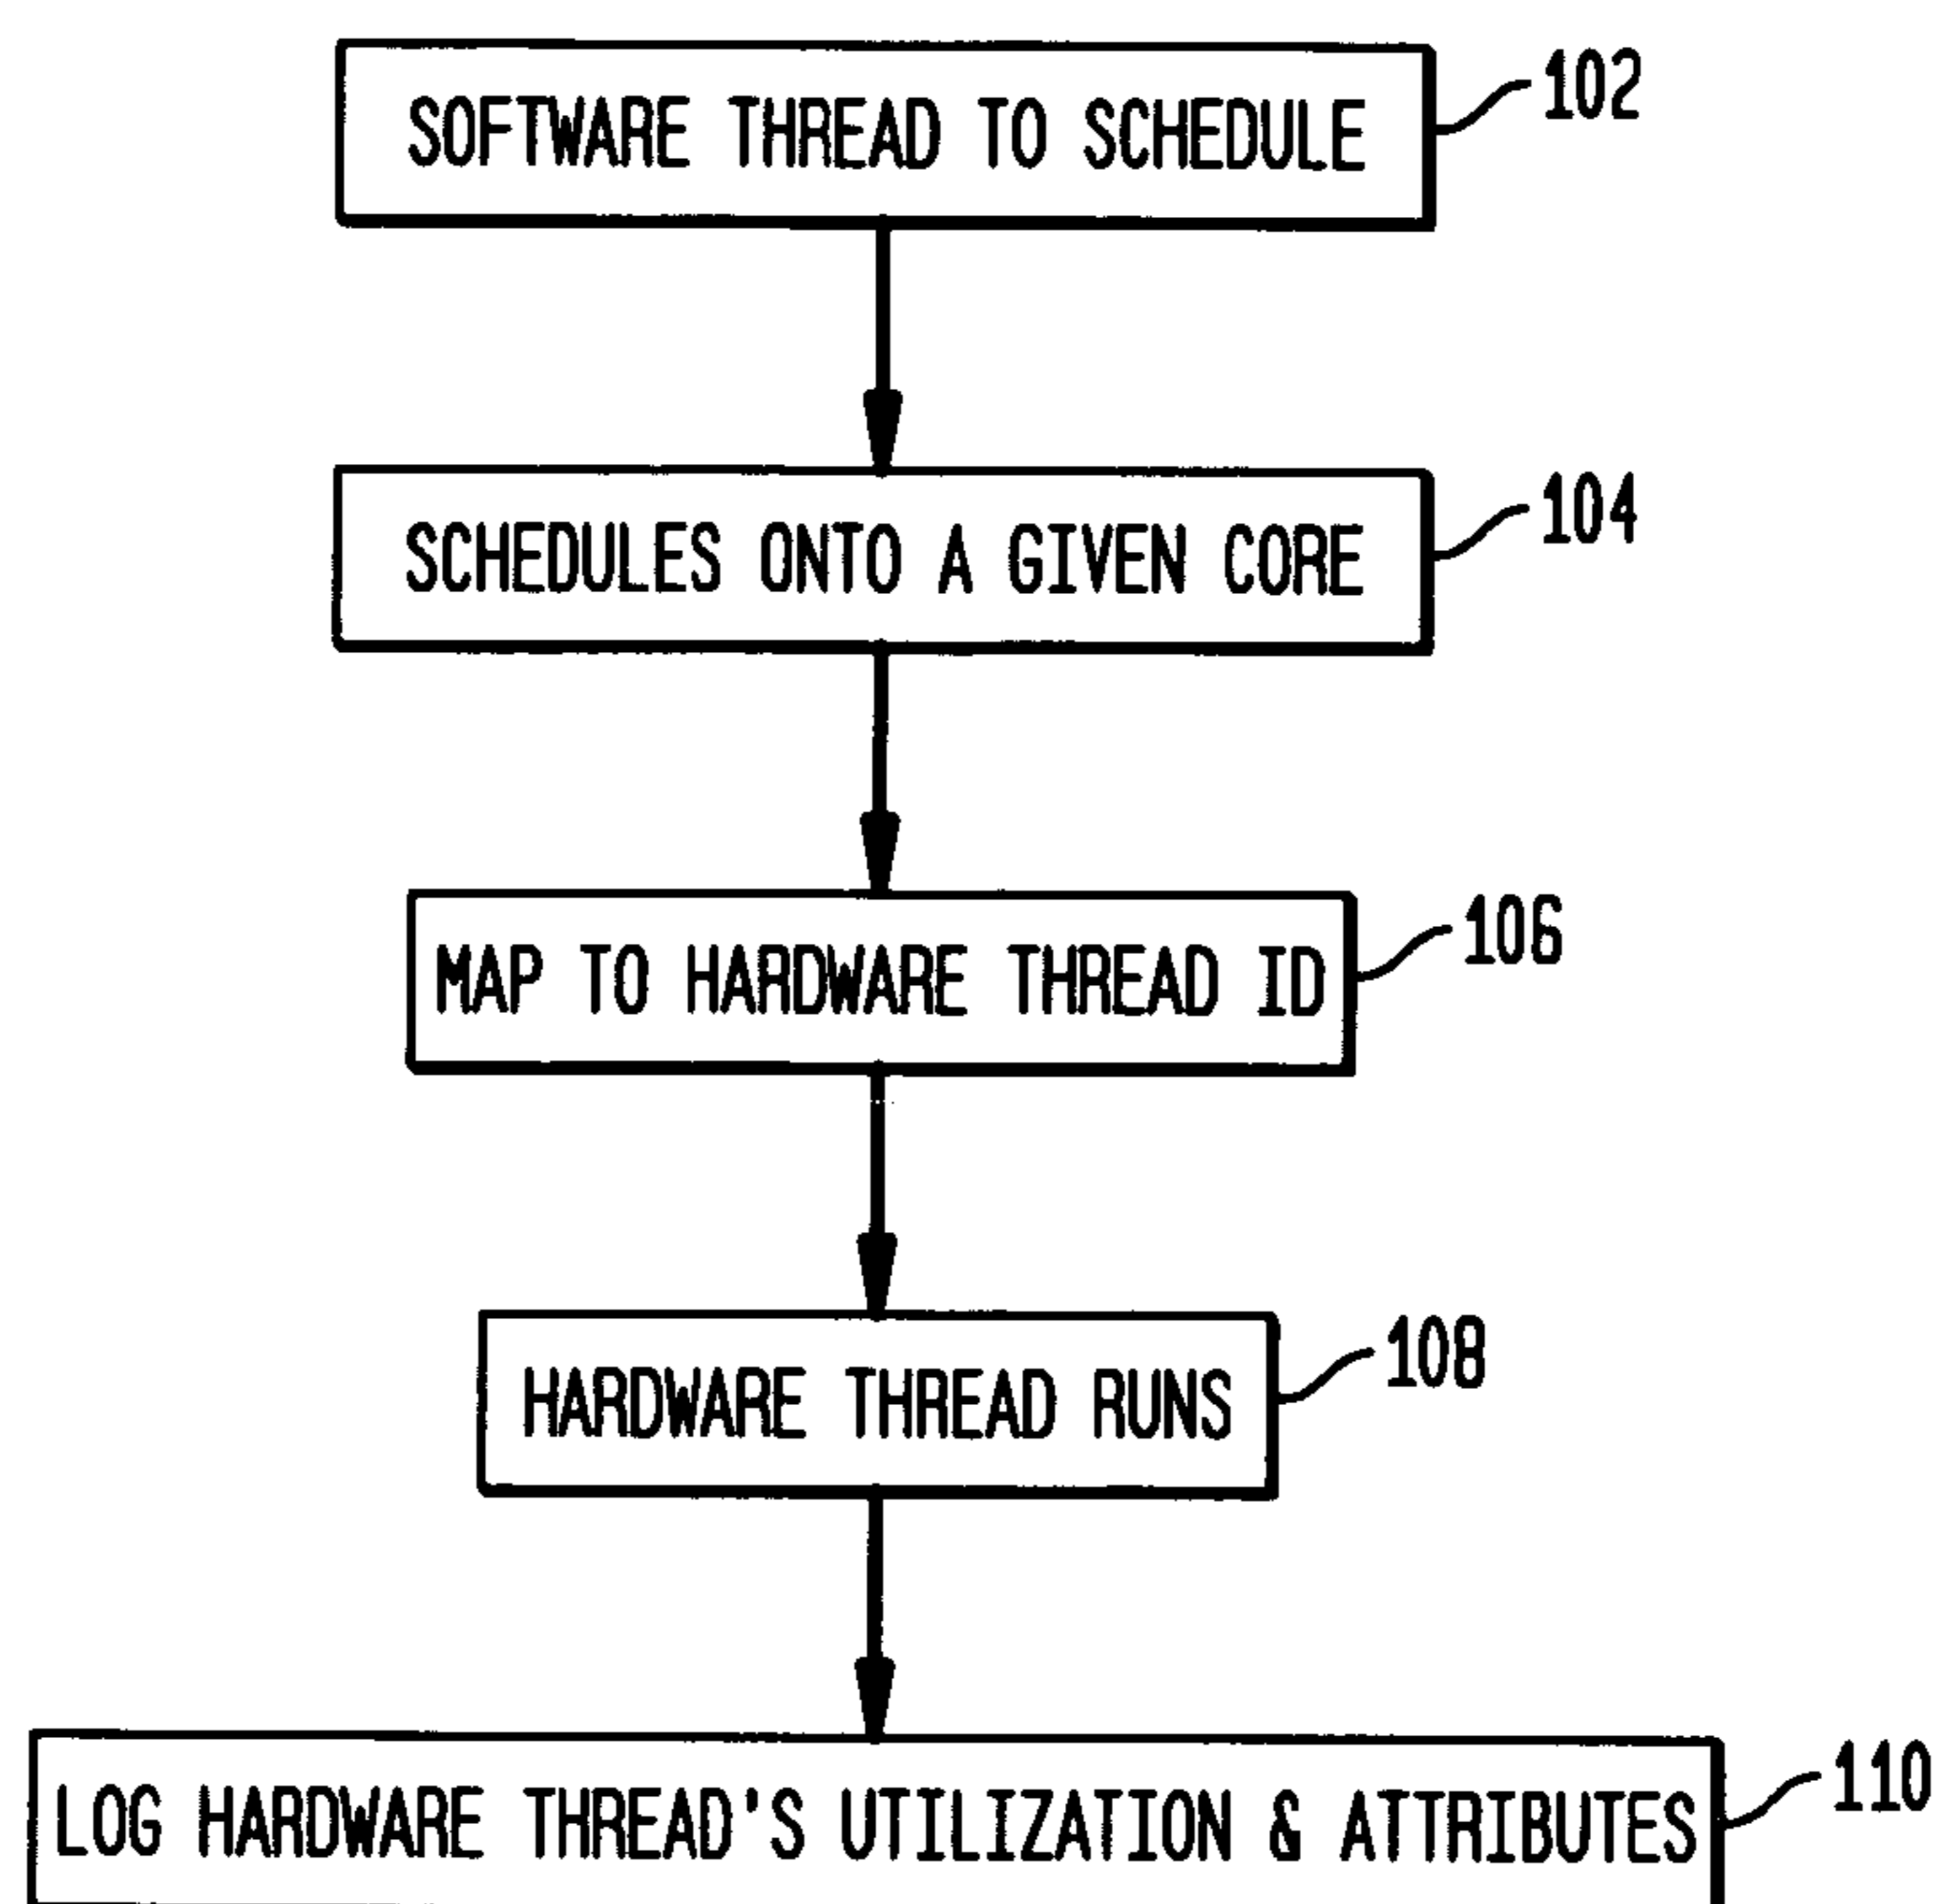 SOFTWARE THREAD TO SCHEDULE
102
SCHEDULES ONTO A GIVEN CORE
104
MAP TO HARDWARE THREAD ID
106
HARDWARE THREAD RUNS
108
LOG HARDWARE THREAD'S UTILIZATION & ATTRIBUTES
110